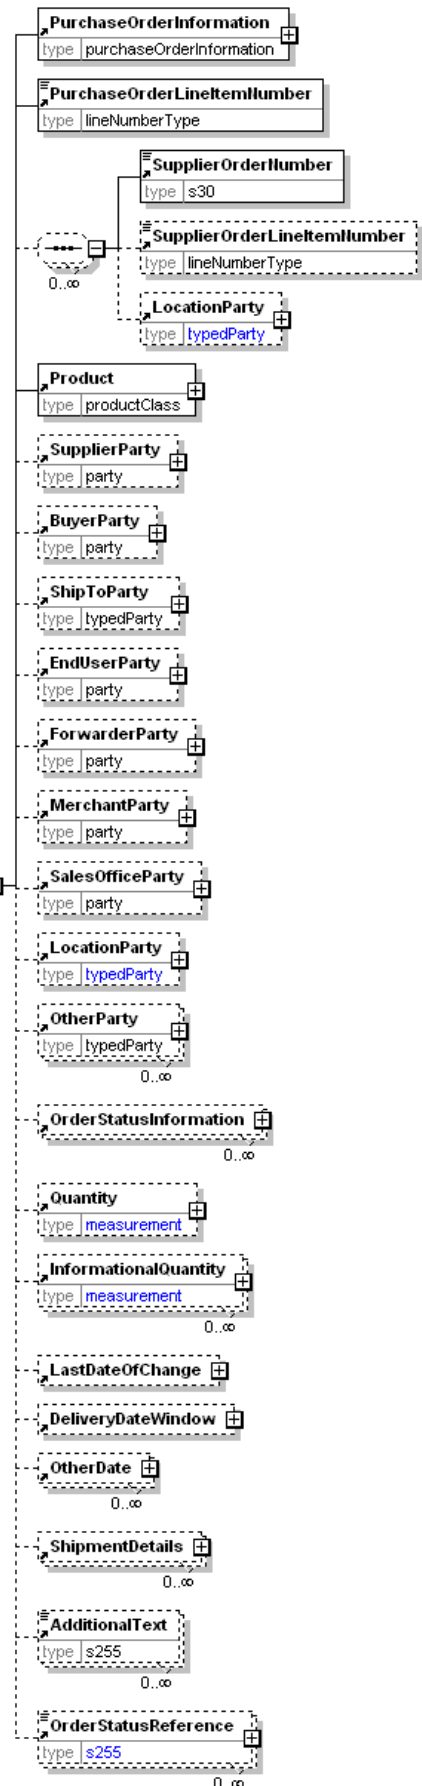 PurchaseOrderInformation
type purchaseOrderInformation
PurchaseOrderLineItemNumber
type lineNumberType
SupplierOrderNumber
type s30
SupplierOrderLineItemNumber
type lineNumberType
0..∞
LocationParty
type typedParty
Product
type productClass
SupplierParty
type party
BuyerParty
type party
ShipToParty
type typedParty
EndUserParty
type party
ForwarderParty
type party
MerchantParty
type party
SalesOfficeParty
type party
LocationParty
type typedParty
OtherParty
type typedParty
0..∞
OrderStatusInformation
0..∞
Quantity
type measurement
InformationalQuantity
type measurement
0..∞
LastDateOfChange
DeliveryDateWindow
OtherDate
0..∞
ShipmentDetails
0..∞
AdditionalText
type s255
0..∞
OrderStatusReference
type s255
0..∞